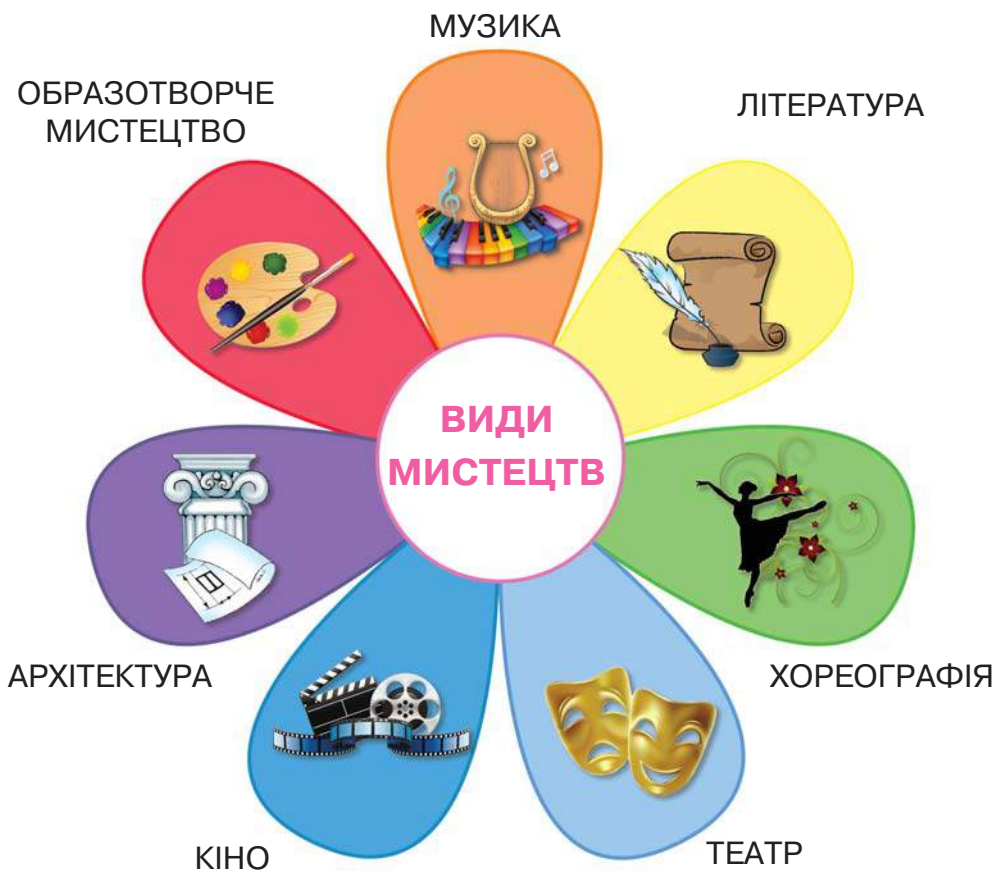 МУЗИКА
ОБРАЗОТВОРЧЕ
МИСТЕЦТВО
ЛІТЕРАТУРА
ВИДИ
МИСТЕЦТВ
АРХІТЕКТУРА
ХОРЕОГРАФІЯ
КІНО
ТЕАТР